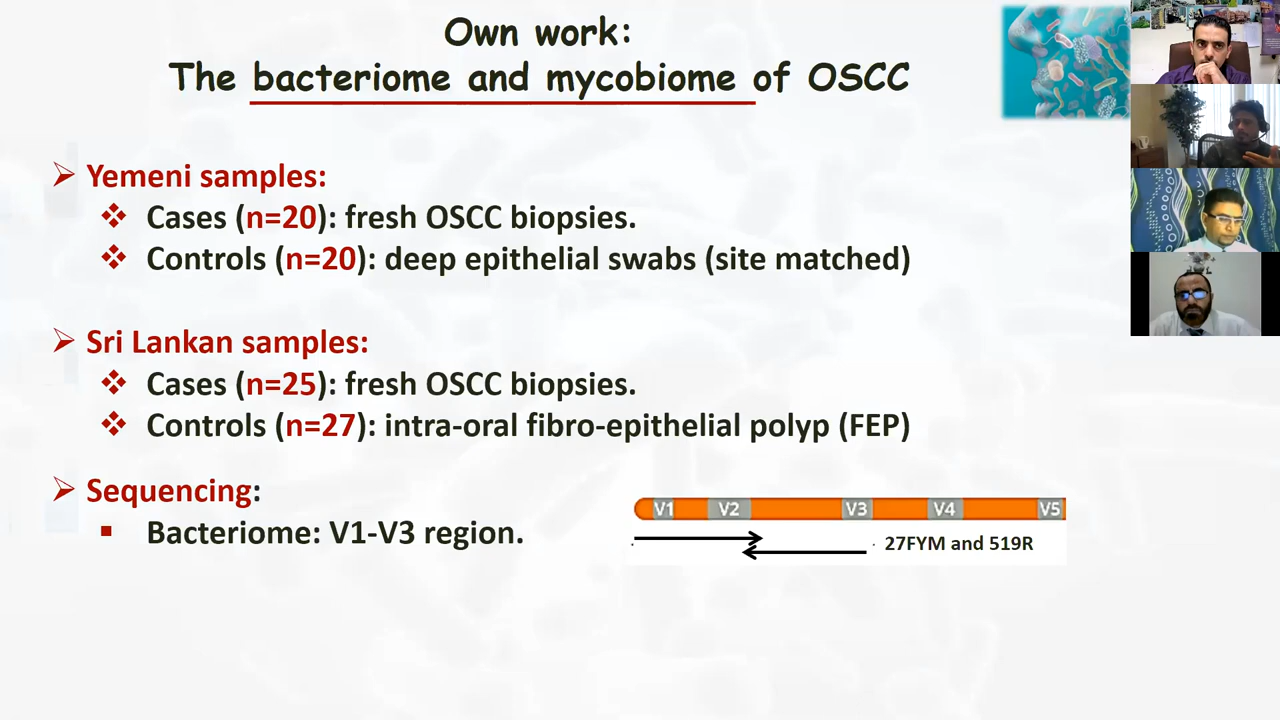 Own work:
The bacteriome and mycobiome of OSCC
Yemeni samples:
Cases (n=20): fresh OSCC biopsies.
Controls (n=20): deep epithelial swabs (site matched)
Sri Lankan samples:
Cases (n=25): fresh OSCC biopsies.
Controls (n=27): intra-oral fibro-epithelial polyp (FEP)
Sequencing:
Bacteriome: V1-V3 region.
V1 V2 V3 V4 V5
27FYM and 519R